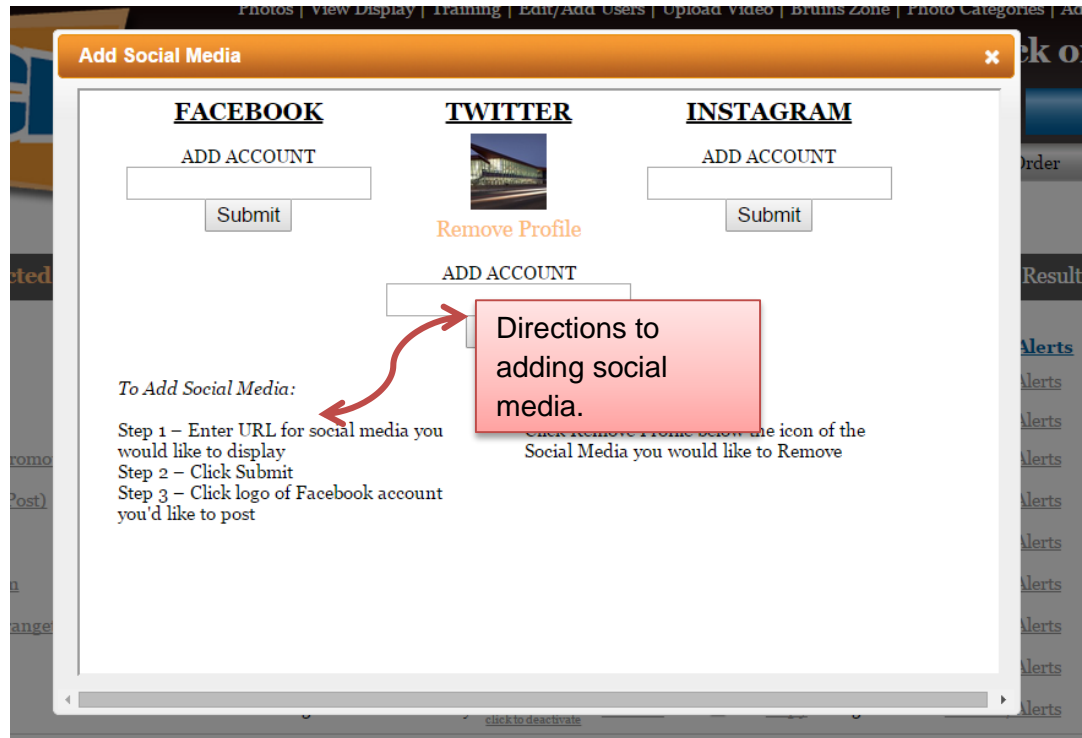 Photos | View Display | Training | Edit/Add Users | Upload Video | Bruins Zone | Photo Categories |
Add Social Media
FACEBOOK
TWITTER
INSTAGRAM
ADD ACCOUNT
ADD ACCOUNT
Submit
Submit
Remove Profile
ADD ACCOUNT
Directions to
adding social
media.
To Add Social Media:
Step 1 – Enter URL for social media you
would like to display
Step 2 – Click Submit
Step 3 – Click logo of Facebook account
you'd like to post
Click Remove Profile below the icon of the
Social Media you would like to Remove
Order
Result
Alerts
Alerts
Alerts
Alerts
Alerts
Alerts
Alerts
Alerts
Alerts
Alerts
Post)
click to deactivate